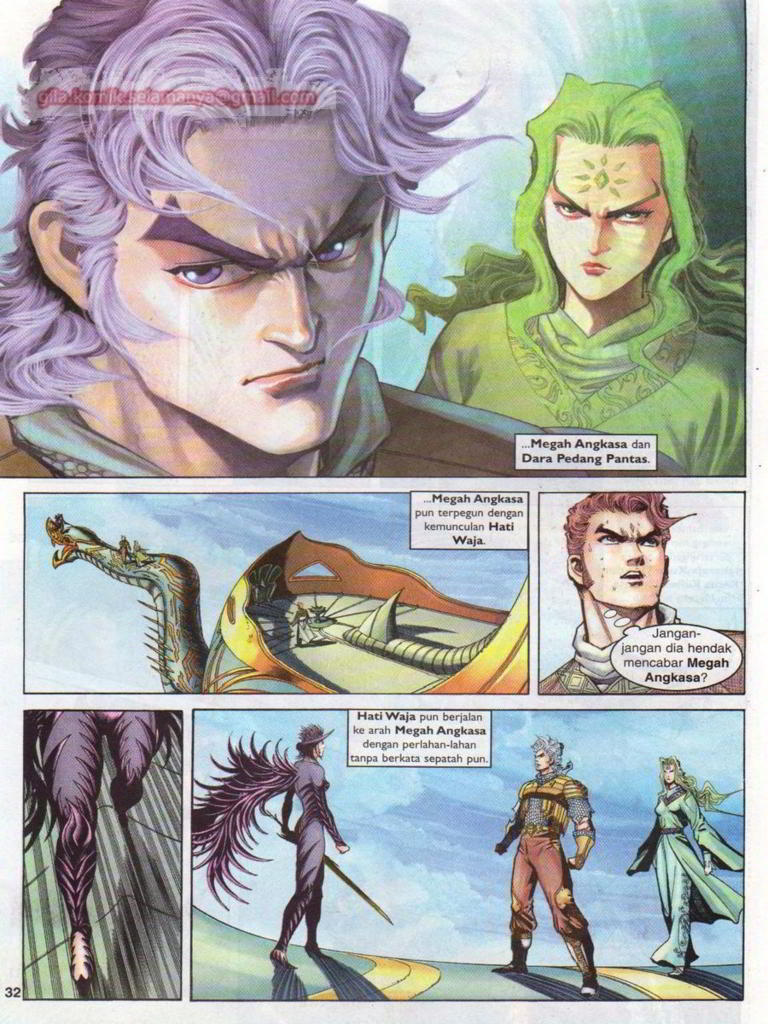 gila-komik-selamanya@gmail.com
...Megah Angkasa dan
Dara Pedang Pantas.
...Megah Angkasa
pun terpegun dengan
kemunculan Hati
Waja.
Jangan-
jangan dia hendak
mencabar Megah
Angkasa?
Hati Waja pun berjalan
ke arah Megah Angkasa
dengan perlahan-lahan
tanpa berkata sepatah pun.
32